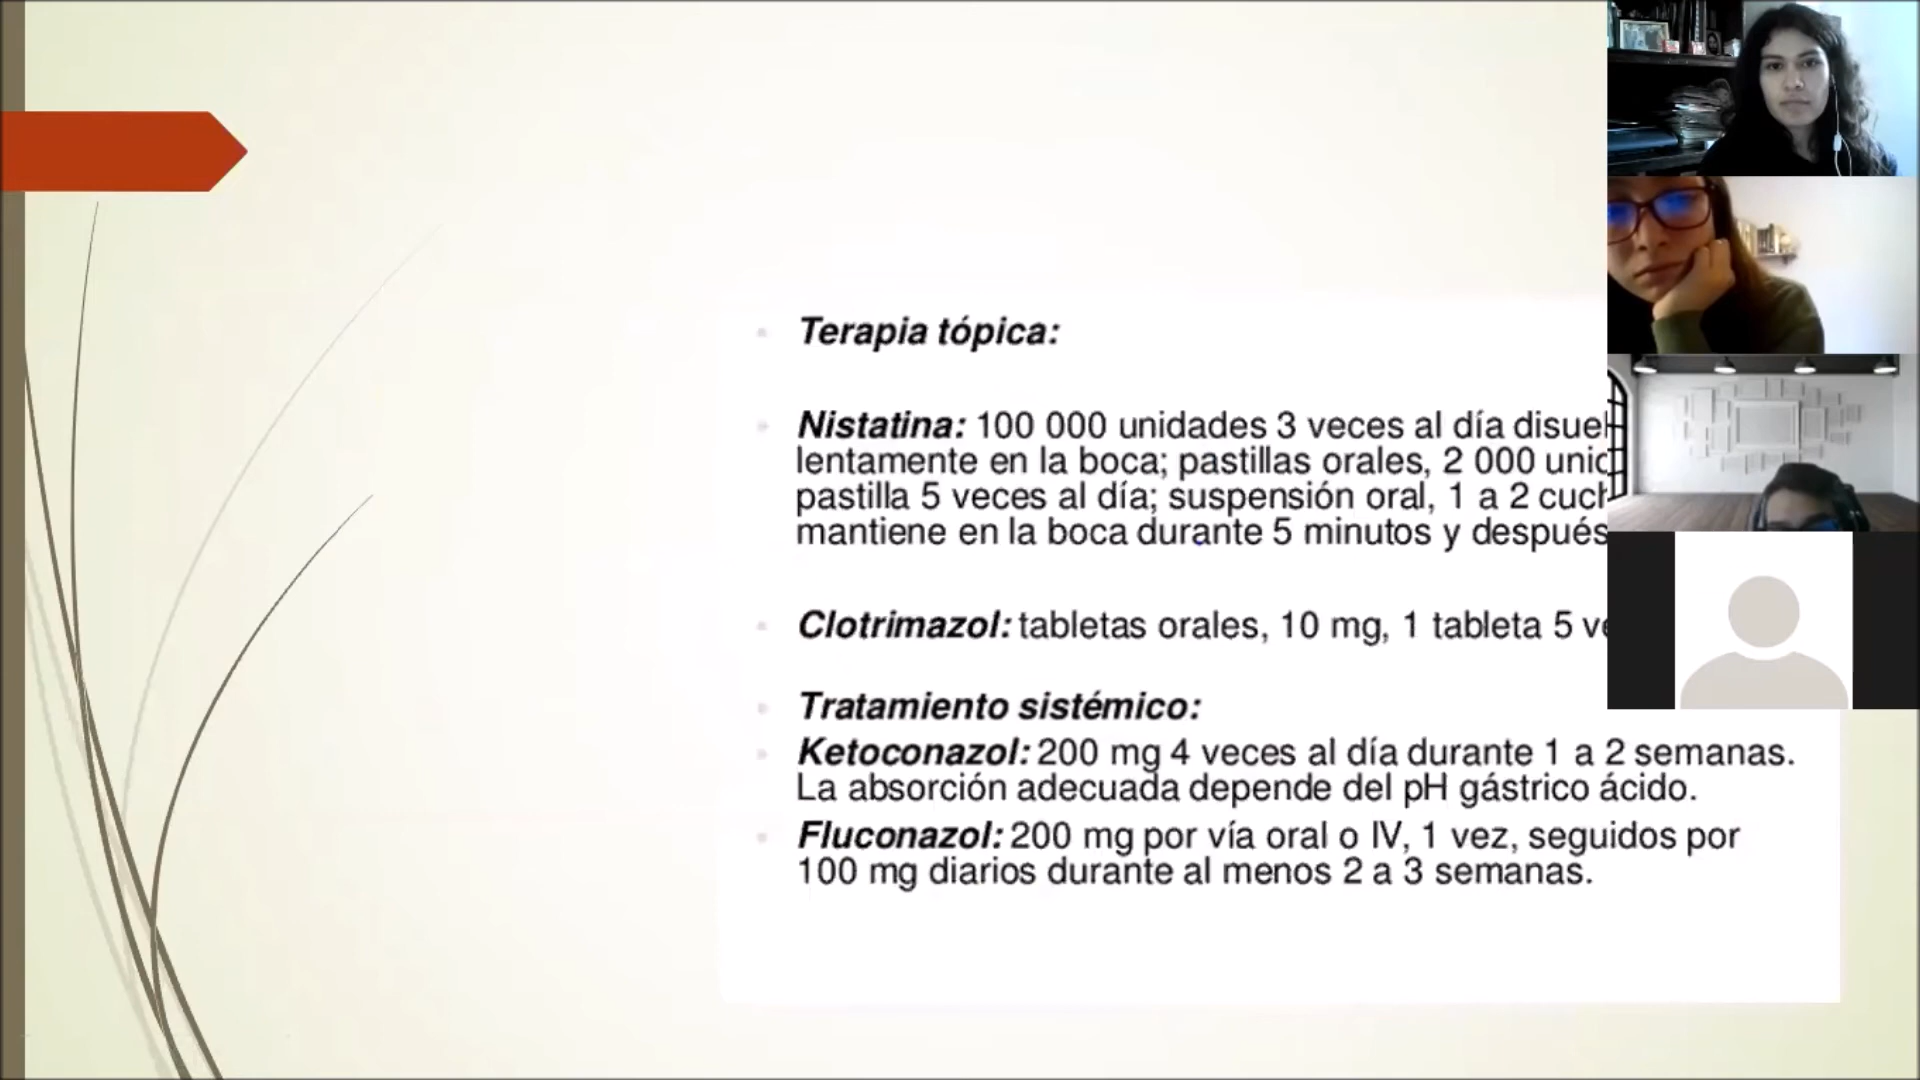 Terapia tópica:
Nistatina: 100 000 unidades 3 veces al día
lentamente en la boca; pastillas orales, 2 000
pastilla 5 veces al día; suspensión oral, 1 a 2
mantiene en la boca durante 5 minutos y después
Clotrimazol: tabletas orales, 10 mg, 1 tableta 5
Tratamiento sistémico:
Ketoconazol: 200 mg 4 veces al día durante 1 a 2 semanas.
La absorción adecuada depende del pH gástrico ácido.
Fluconazol: 200 mg por vía oral o IV, 1 vez, seguidos por
100 mg diarios durante al menos 2 a 3 semanas.